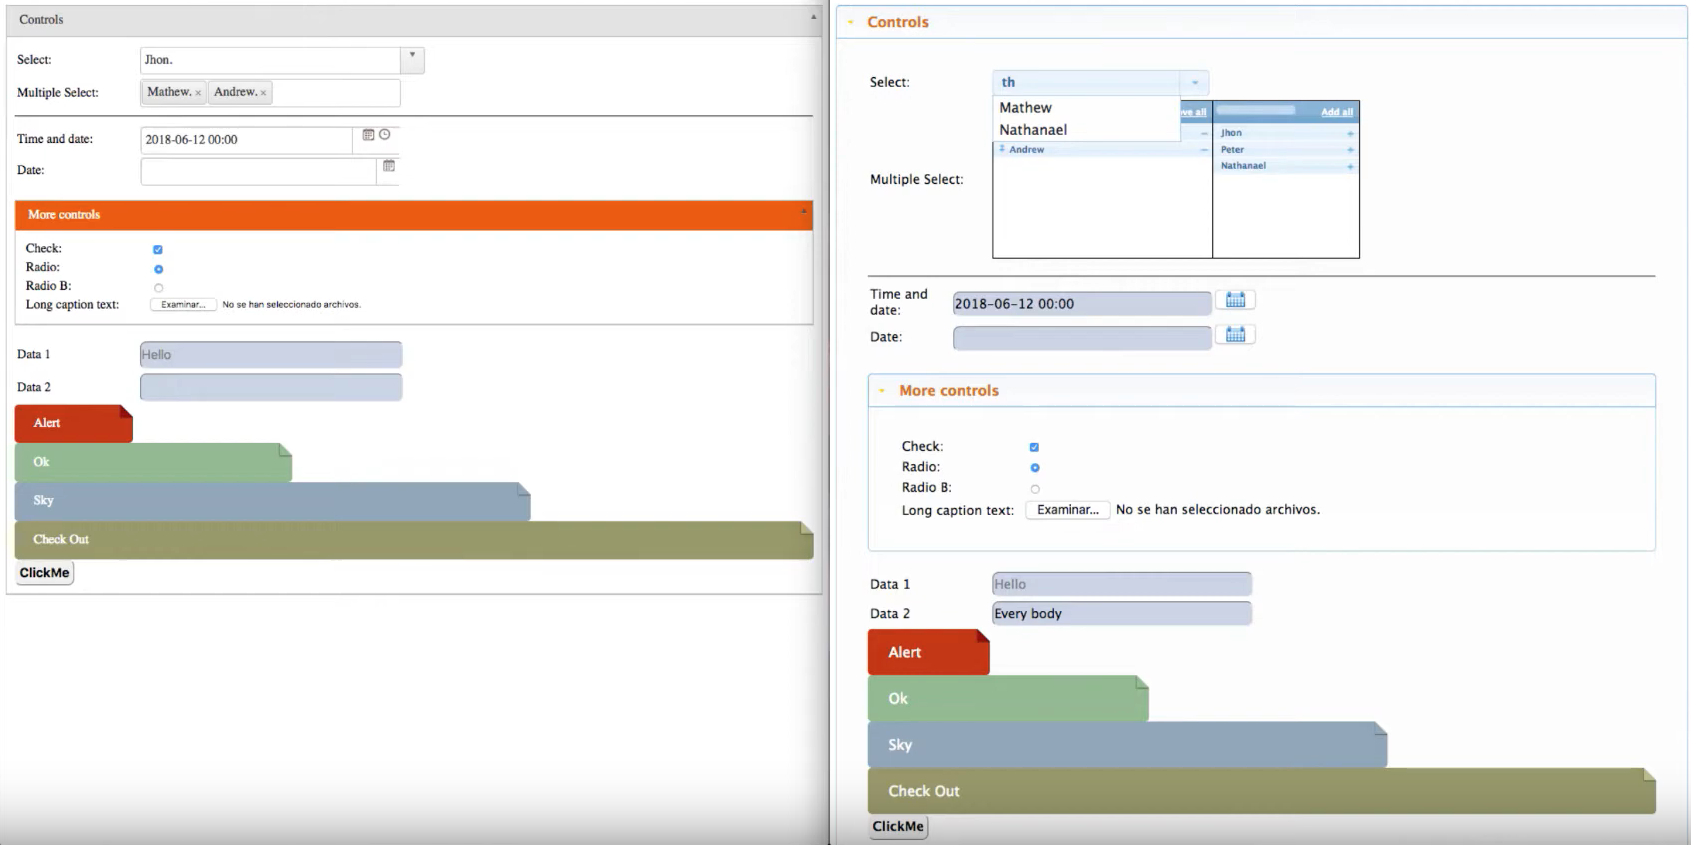 Controls
Select:
Jhon.
Multiple Select:
Mathew. ×
Andrew. ×
Time and date:
2018-06-12 00:00
Date:
More controls
Check:
Radio:
Radio B:
Long caption text:
Examinar... No se han seleccionado archivos.
Data 1
Hello
Data 2
Alert
Ok
Sky
Check Out
ClickMe
Controls
Select:
th
Mathew
Nathanael
all
Add all
Andrew
Jhon
Peter
Nathanael
Multiple Select:
Time and
date:
2018-06-12 00:00
Date:
More controls
Check:
Radio:
Radio B:
Long caption text:
Examinar... No se han seleccionado archivos.
Data 1
Hello
Data 2
Every body
Alert
Ok
Sky
Check Out
ClickMe